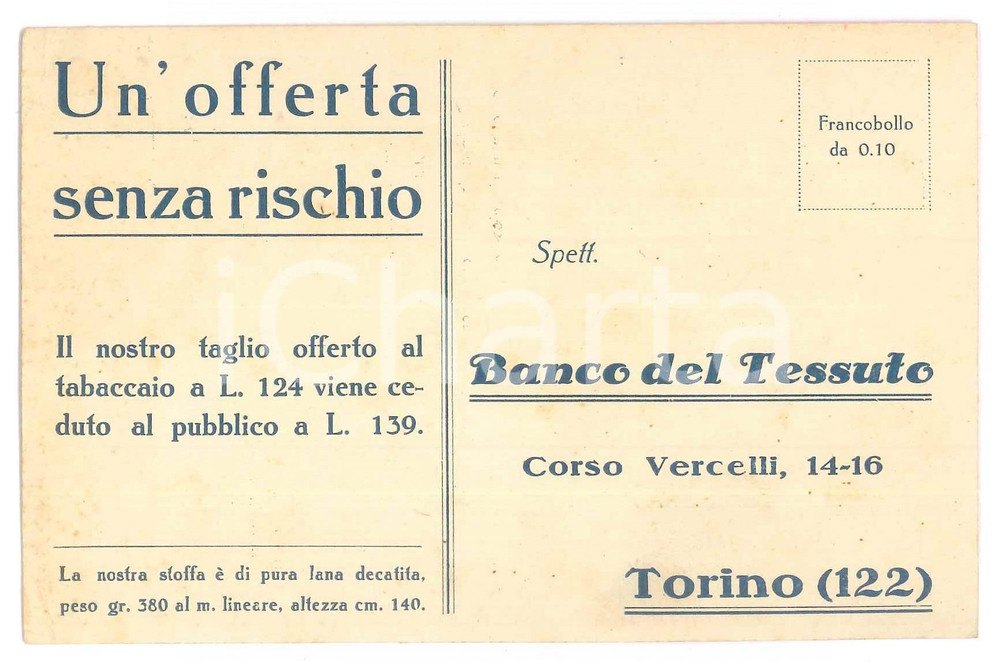 Un' offerta
senza rischio
Il nostro taglio offerto al
tabaccaio a L. 124 viene ce-
duto al pubblico a L. 139.
La nostra stoffa è di pura lana decatita,
peso gr. 380 al m. lineare, altezza cm. 140.
Francobollo
da 0.10
Spett.
Banco del Tessuto
Corso Vercelli, 14-16
Torino (122)
iCharta